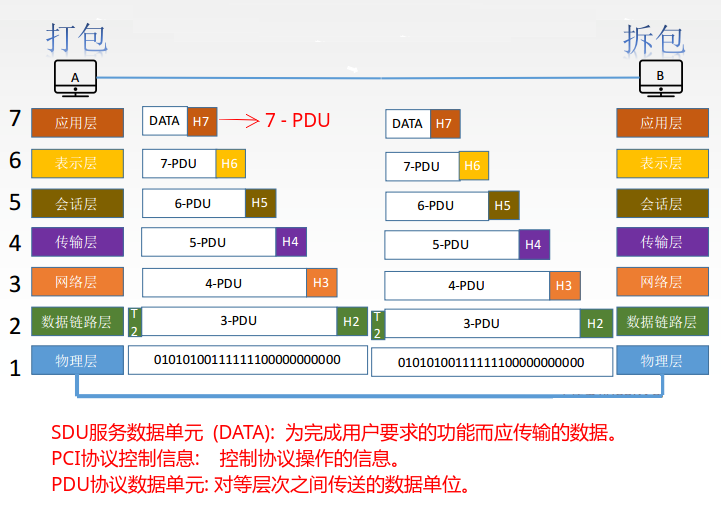 打包 拆包
A B
7 应用层 DATA H7 7 - PDU DATA H7 应用层
6 表示层 7-PDU H6 7-PDU H6 表示层
5 会话层 6-PDU H5 6-PDU H5 会话层
4 传输层 5-PDU H4 5-PDU H4 传输层
3 网络层 4-PDU H3 4-PDU H3 网络层
2 数据链路层 T2 3-PDU H2 T2 3-PDU H2 数据链路层
1 物理层 01010100111111100000000000 01010100111111100000000000 物理层
SDU服务数据单元 (DATA): 为完成用户要求的功能而应传输的数据。
PCI协议控制信息: 控制协议操作的信息。
PDU协议数据单元: 对等层次之间传送的数据单位。